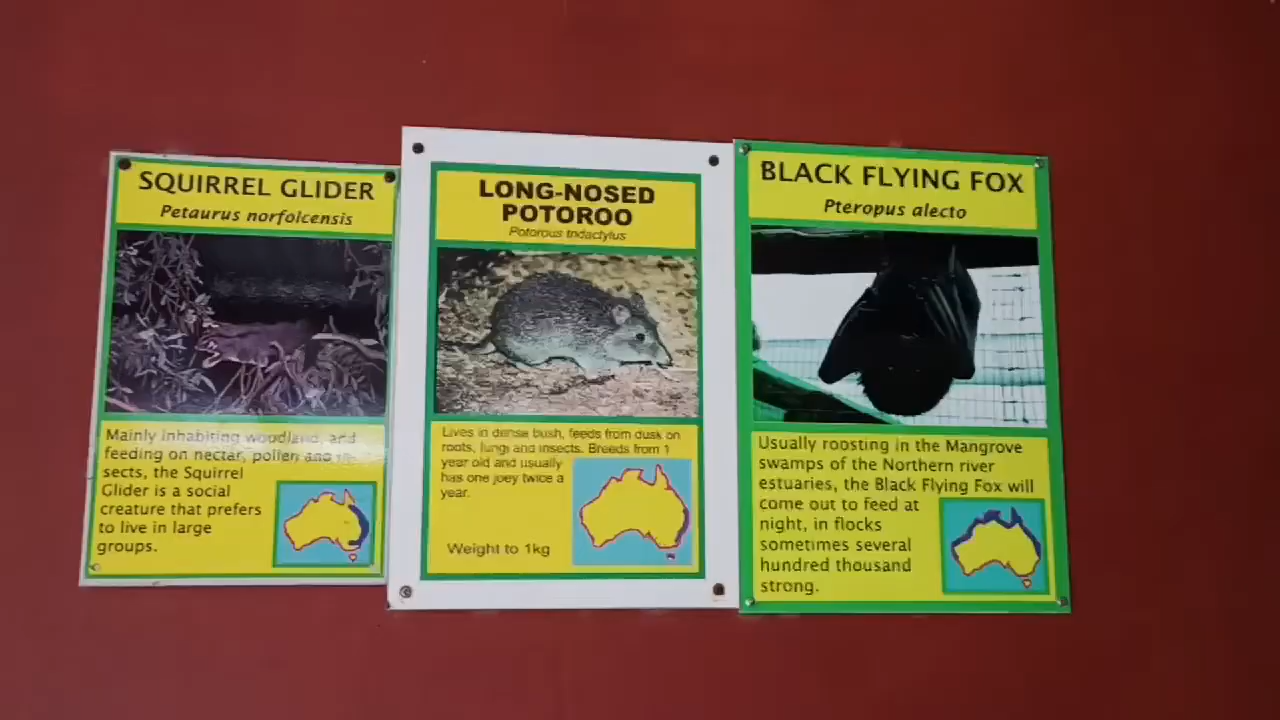 SQUIRREL GLIDER
Petaurus norfolcensis
Mainly inhabiting woodland, and
feeding on nectar, pollen and
sects, the Squirrel
Glider is a social
creature that prefers
to live in large
groups.
LONG-NOSED
POTOROO
Potorous tridactylus
Lives in dense bush, feeds from dusk on
roots, fungi and insects. Breeds from 1
year old and usually
has one joey twice a
year.
Weight to 1kg
BLACK FLYING FOX
Pteropus alecto
Usually roosting in the Mangrove
swamps of the Northern river
estuaries, the Black Flying Fox will
come out to feed at
night, in flocks
sometimes several
hundred thousand
strong.